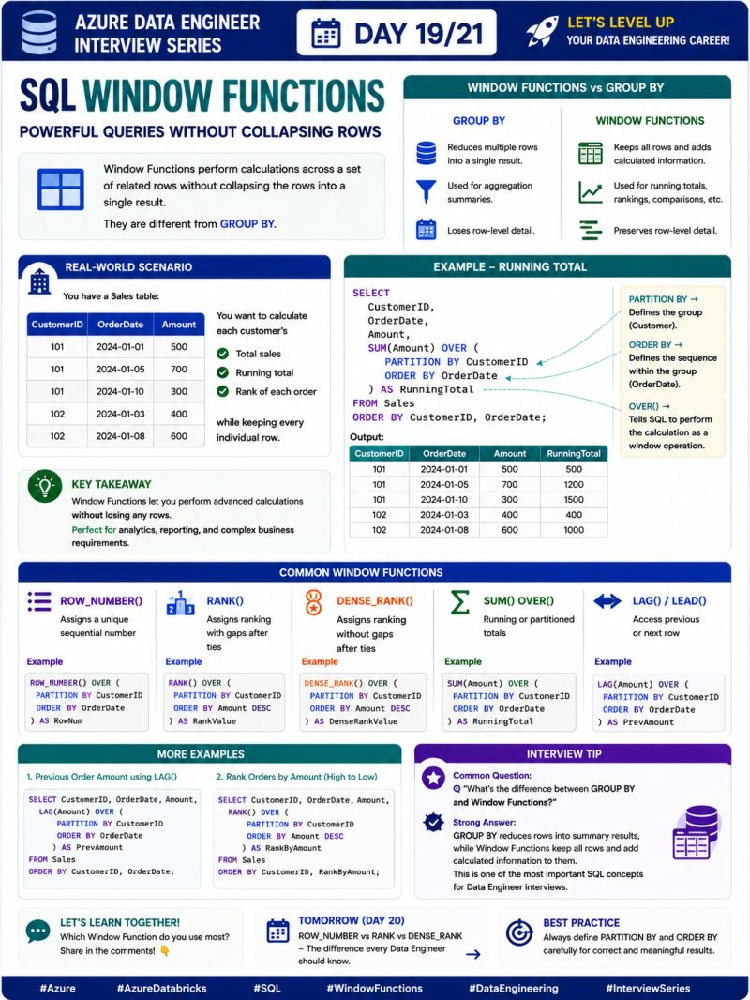 AZURE DATA ENGINEER
INTERVIEW SERIES
DAY 19/21
LET'S LEVEL UP
YOUR DATA ENGINEERING CAREER!
SQL WINDOW FUNCTIONS
POWERFUL QUERIES WITHOUT COLLAPSING ROWS
Window Functions perform calculations across a set
of related rows without collapsing the rows into a
single result.
They are different from GROUP BY.
WINDOW FUNCTIONS vs GROUP BY
GROUP BY
Reduces multiple rows
into a single result.
Used for aggregation
summaries.
Loses row-level detail.
WINDOW FUNCTIONS
Keeps all rows and adds
calculated information.
Used for running totals,
rankings, comparisons, etc.
Preserves row-level detail.
REAL-WORLD SCENARIO
You have a Sales table:
CustomerID OrderDate Amount
101 2024-01-01 500
101 2024-01-05 700
101 2024-01-10 300
102 2024-01-03 400
102 2024-01-08 600
You want to calculate
each customer's
Total sales
Running total
Rank of each order
while keeping every
individual row.
KEY TAKEAWAY
Window Functions let you perform advanced calculations
without losing any rows.
Perfect for analytics, reporting, and complex business
requirements.
EXAMPLE – RUNNING TOTAL
SELECT
CustomerID,
OrderDate,
Amount,
SUM(Amount) OVER (
PARTITION BY CustomerID
ORDER BY OrderDate
) AS RunningTotal
FROM Sales
ORDER BY CustomerID, OrderDate;
PARTITION BY →
Defines the group
(Customer).
ORDER BY →
Defines the sequence
within the group
(OrderDate).
OVER() →
Tells SQL to perform
the calculation as a
window operation.
Output:
CustomerID OrderDate Amount RunningTotal
101 2024-01-01 500 500
101 2024-01-05 700 1200
101 2024-01-10 300 1500
102 2024-01-03 400 400
102 2024-01-08 600 1000
COMMON WINDOW FUNCTIONS
ROW_NUMBER()
Assigns a unique
sequential number
Example
ROW_NUMBER() OVER (
PARTITION BY CustomerID
ORDER BY OrderDate
) AS RowNum
1
2
3
RANK()
Assigns ranking
with gaps after
ties
Example
RANK() OVER (
PARTITION BY CustomerID
ORDER BY Amount DESC
) AS RankValue
DENSE_RANK()
Assigns ranking
without gaps
after ties
Example
DENSE_RANK() OVER (
PARTITION BY CustomerID
ORDER BY Amount DESC
) AS DenseRankValue
SUM() OVER()
Running or partitioned
totals
Example
SUM(Amount) OVER (
PARTITION BY CustomerID
ORDER BY OrderDate
) AS RunningTotal
LAG() / LEAD()
Access previous
or next row
Example
LAG(Amount) OVER (
PARTITION BY CustomerID
ORDER BY OrderDate
) AS PrevAmount
MORE EXAMPLES
1. Previous Order Amount using LAG()
SELECT CustomerID, OrderDate, Amount,
LAG(Amount) OVER (
PARTITION BY CustomerID
ORDER BY OrderDate
) AS PrevAmount
FROM Sales
ORDER BY CustomerID, OrderDate;
2. Rank Orders by Amount (High to Low)
SELECT CustomerID, OrderDate, Amount,
RANK() OVER (
PARTITION BY CustomerID
ORDER BY Amount DESC
) AS RankByAmount
FROM Sales
ORDER BY CustomerID, RankByAmount;
INTERVIEW TIP
Common Question:
Q "What's the difference between GROUP BY
and Window Functions?"
Strong Answer:
GROUP BY reduces rows into summary results,
while Window Functions keep all rows and add
calculated information to them.
This is one of the most important SQL concepts
for Data Engineer interviews.
LET'S LEARN TOGETHER!
Which Window Function do you use most?
Share in the comments! 👇
TOMORROW (DAY 20)
ROW_NUMBER vs RANK vs DENSE_RANK
– The difference every Data Engineer
should know.
BEST PRACTICE
Always define PARTITION BY and ORDER BY
carefully for correct and meaningful results.
#Azure #AzureDatabricks #SQL #WindowFunctions #DataEngineering #InterviewSeries